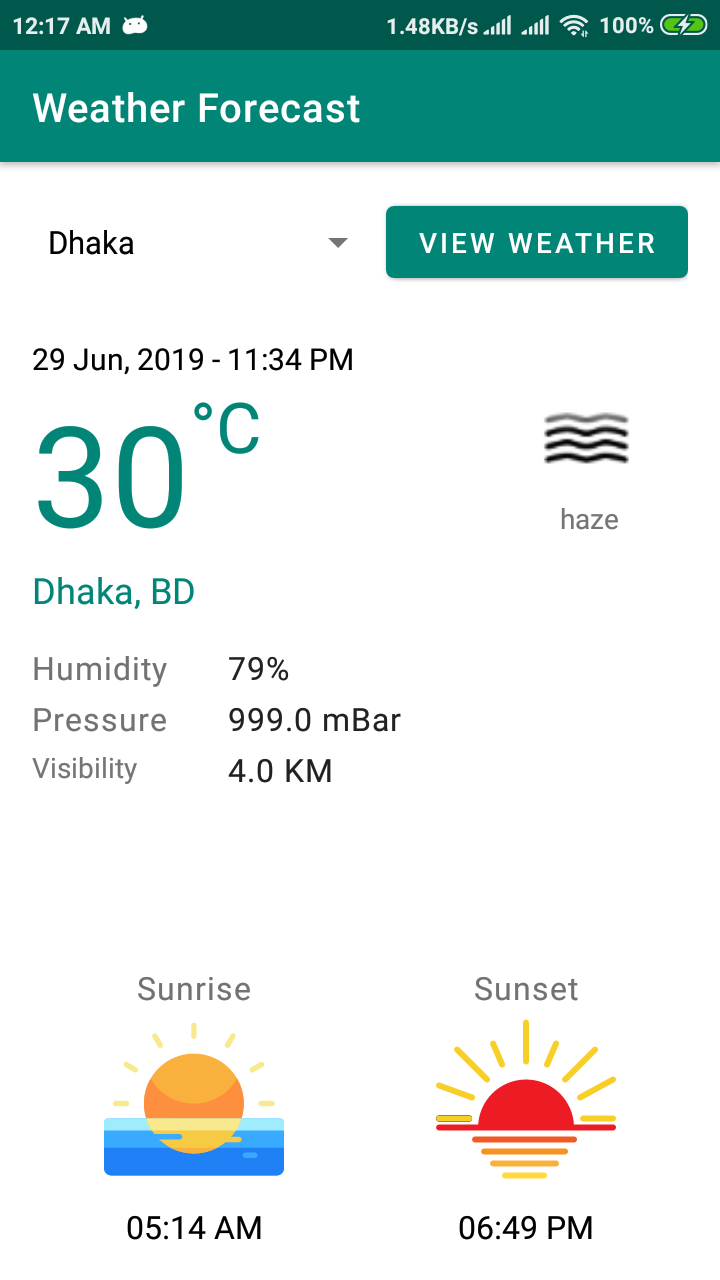 12:17 AM 1.48KB/s 100%
Weather Forecast
Dhaka VIEW WEATHER
29 Jun, 2019 - 11:34 PM
30°C
haze
Dhaka, BD
Humidity 79%
Pressure 999.0 mBar
Visibility 4.0 KM
Sunrise Sunset
05:14 AM 06:49 PM